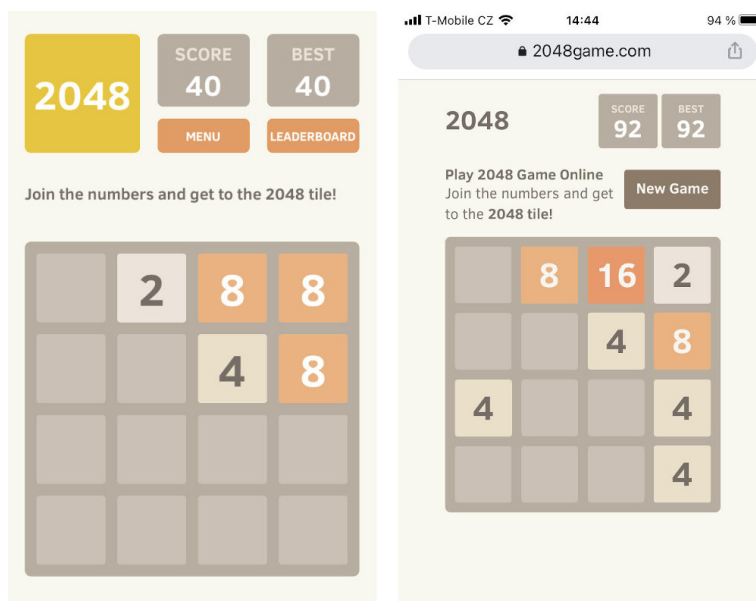 2048
SCORE
40
BEST
40
MENU
LEADERBOARD
Join the numbers and get to the 2048 tile!
2 8 8
4 8
T-Mobile CZ 14:44 94 %
2048game.com
2048
SCORE
92
BEST
92
Play 2048 Game Online
Join the numbers and get
to the 2048 tile!
New Game
8 16 2
4 8
4 4
4